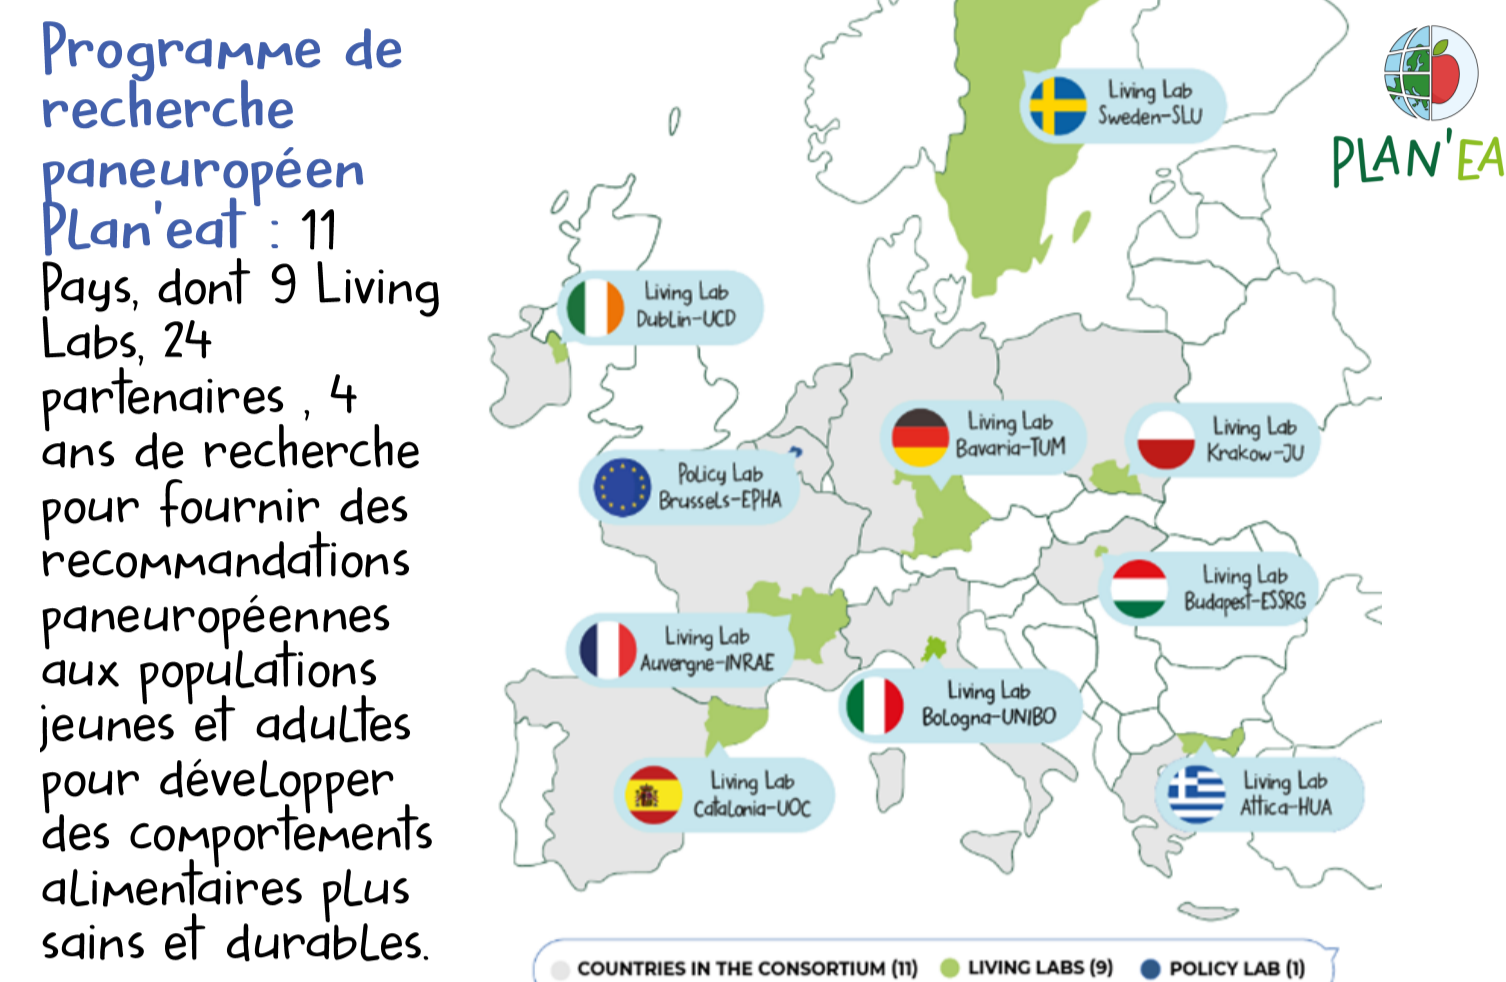 Programme de
recherche
paneuropéen
Plan'eat : 11
Pays, dont 9 Living
Labs, 24
partenaires , 4
ans de recherche
pour fournir des
recommandations
paneuropéennes
aux populations
jeunes et adultes
pour développer
des comportements
alimentaires plus
sains et durables.
PLAN'EA
Living Lab
Sweden-SLU
Living Lab
Dublin-UCD
Living Lab
Bavaria-TUM
Living Lab
Krakow-JU
Policy Lab
Brussels-EPHA
Living Lab
Budapest-ESSRG
Living Lab
Auvergne-INRAE
Living Lab
Bologna-UNIBO
Living Lab
Catalonia-UOC
Living Lab
Attica-HUA
COUNTRIES IN THE CONSORTIUM (11) LIVING LABS (9) POLICY LAB (1)